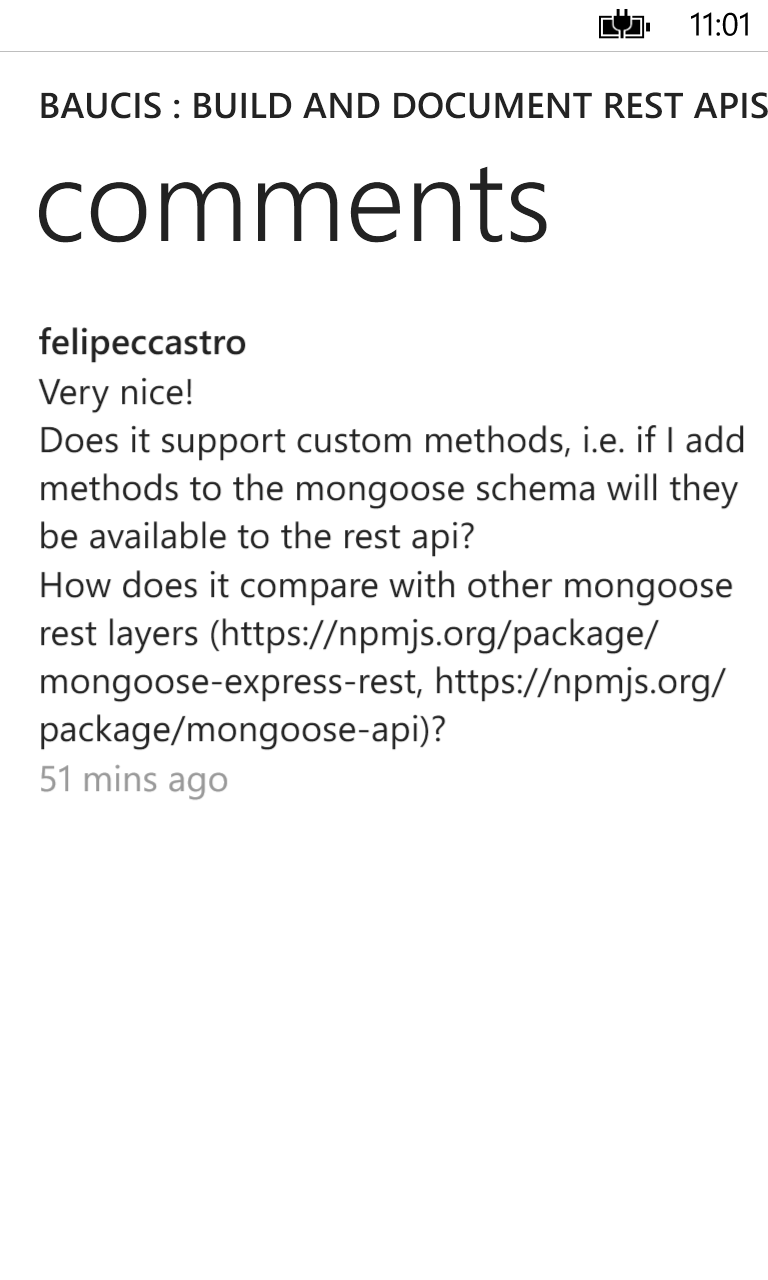 11:01
BAUCIS : BUILD AND DOCUMENT REST APIS
comments
felipeccastro
Very nice!
Does it support custom methods, i.e. if I add
methods to the mongoose schema will they
be available to the rest api?
How does it compare with other mongoose
rest layers (https://npmjs.org/package/
mongoose-express-rest, https://npmjs.org/
package/mongoose-api)?
51 mins ago